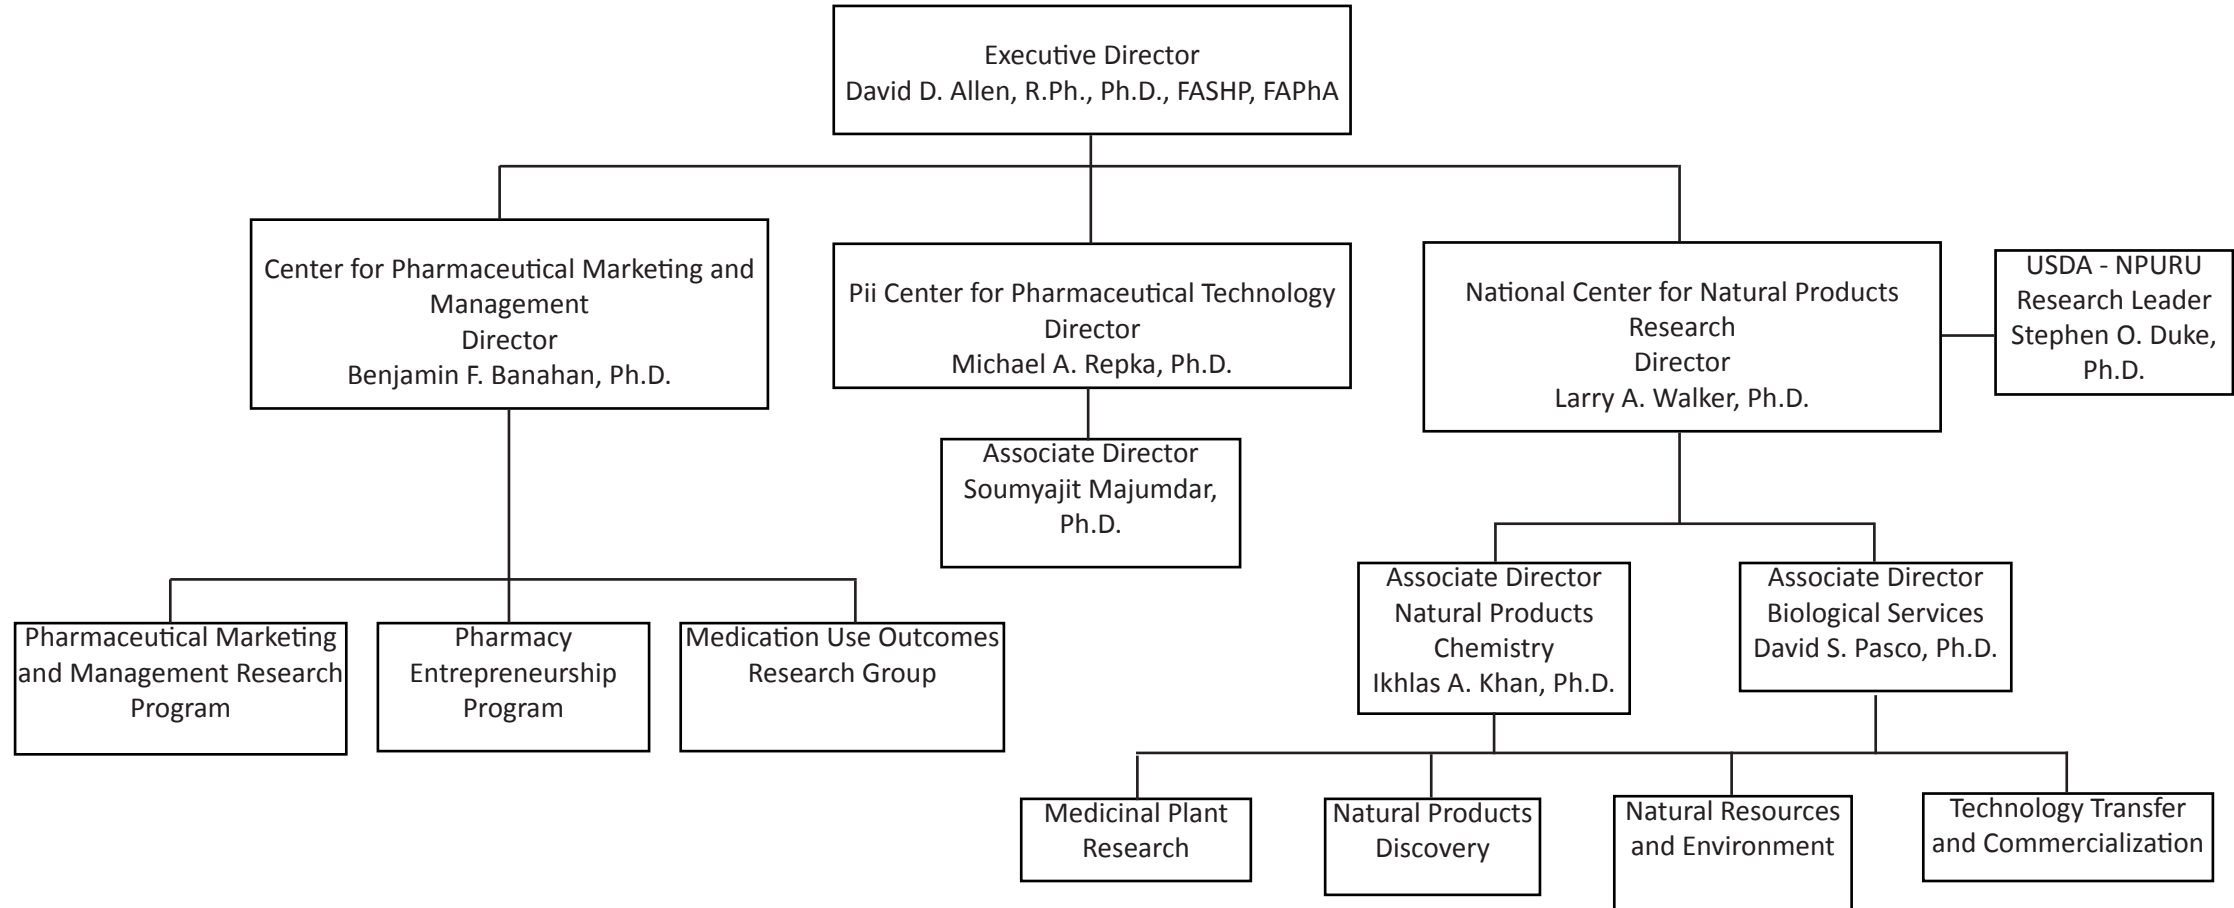 Executive Director
David D. Allen, R.Ph., Ph.D., FASHP, FAPhA
Center for Pharmaceutical Marketing and
Management
Director
Benjamin F. Banahan, Ph.D.
Pii Center for Pharmaceutical Technology
Director
Michael A. Repka, Ph.D.
National Center for Natural Products
Research
Director
Larry A. Walker, Ph.D.
USDA - NPURU
Research Leader
Stephen O. Duke,
Ph.D.
Associate Director
Soumyajit Majumdar,
Ph.D.
Associate Director
Natural Products
Chemistry
Ikhlas A. Khan, Ph.D.
Associate Director
Biological Services
David S. Pasco, Ph.D.
Pharmaceutical Marketing
and Management Research
Program
Pharmacy
Entrepreneurship
Program
Medication Use Outcomes
Research Group
Medicinal Plant
Research
Natural Products
Discovery
Natural Resources
and Environment
Technology Transfer
and Commercialization